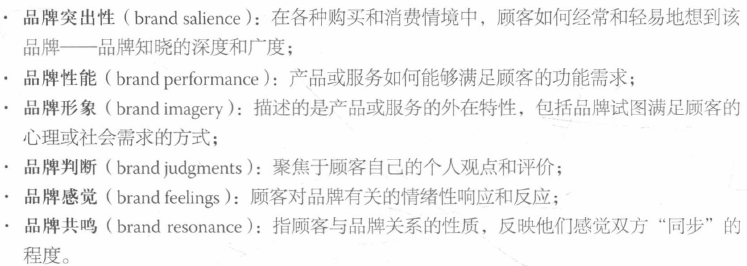 · 品牌突出性（brand salience）：在各种购买和消费情境中，顾客如何经常和轻易地想到该
品牌——品牌知晓的深度和广度；
· 品牌性能（brand performance）：产品或服务如何能够满足顾客的功能需求；
· 品牌形象（brand imagery）：描述的是产品或服务的外在特性，包括品牌试图满足顾客的
心理或社会需求的方式；
· 品牌判断（brand judgments）：聚焦于顾客自己的个人观点和评价；
· 品牌感觉（brand feelings）：顾客对品牌有关的情绪性响应和反应；
· 品牌共鸣（brand resonance）：指顾客与品牌关系的性质，反映他们感觉双方“同步”的
程度。